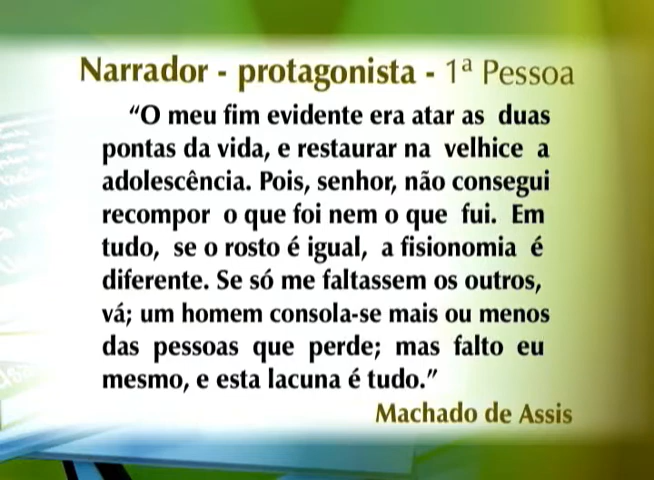 Narrador - protagonista - 1ª Pessoa
“O meu fim evidente era atar as duas
pontas da vida, e restaurar na velhice a
adolescência. Pois, senhor, não consegui
recompor o que foi nem o que fui. Em
tudo, se o rosto é igual, a fisionomia é
diferente. Se só me faltassem os outros,
vá; um homem consola-se mais ou menos
das pessoas que perde; mas falto eu
mesmo, e esta lacuna é tudo.”
Machado de Assis